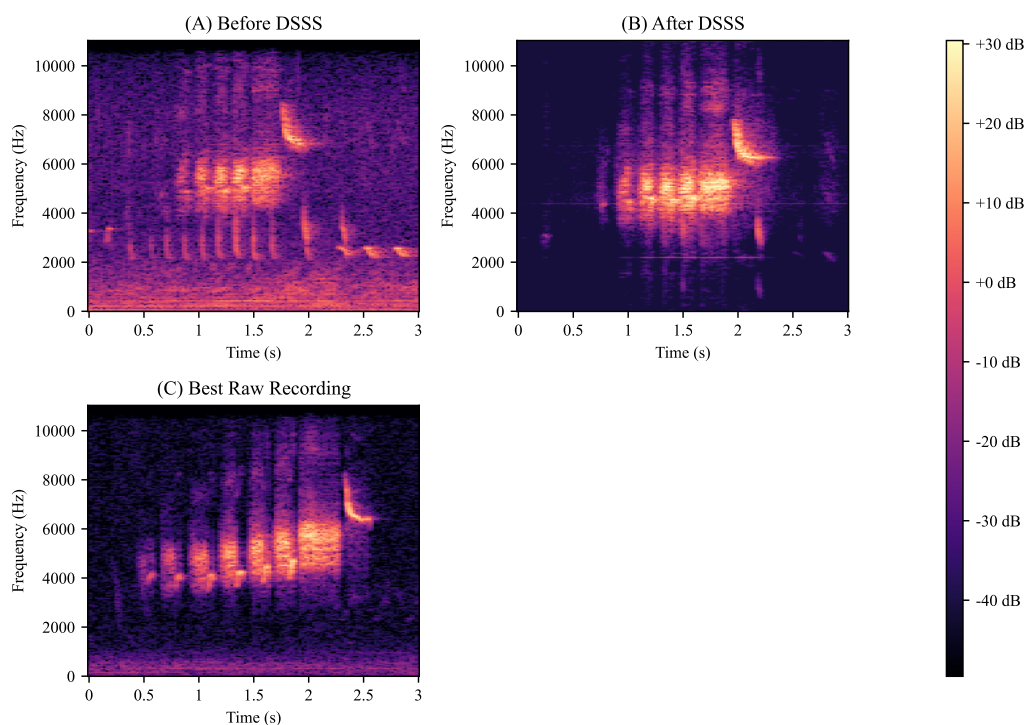 (A) Before DSSS
10000
8000
6000
4000
2000
0
Frequency (Hz)
0 0.5 1 1.5 2 2.5 3
Time (s)
(B) After DSSS
10000
8000
6000
4000
2000
0
Frequency (Hz)
0 0.5 1 1.5 2 2.5 3
Time (s)
+30 dB
+20 dB
+10 dB
+0 dB
-10 dB
-20 dB
-30 dB
-40 dB
(C) Best Raw Recording
10000
8000
6000
4000
2000
0
Frequency (Hz)
0 0.5 1 1.5 2 2.5 3
Time (s)